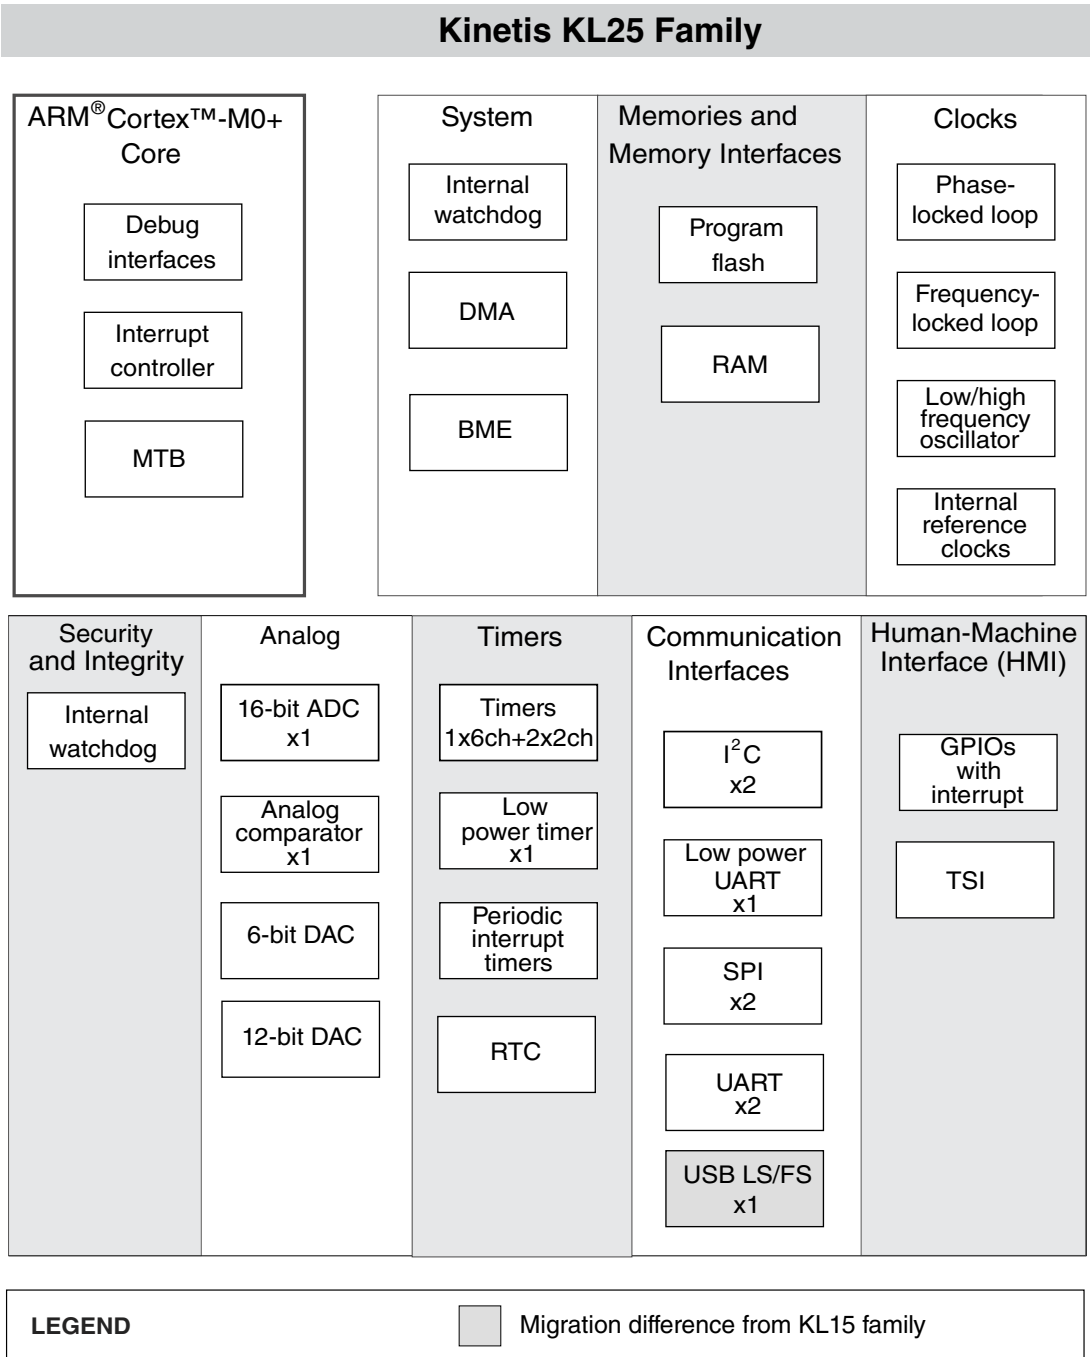 Kinetis KL25 Family
ARM®Cortex™-M0+
Core
Debug
interfaces
Interrupt
controller
MTB
System
Internal
watchdog
DMA
BME
Memories and
Memory Interfaces
Program
flash
RAM
Clocks
Phase-
locked loop
Frequency-
locked loop
Low/high
frequency
oscillator
Internal
reference
clocks
Security
and Integrity
Internal
watchdog
Analog
16-bit ADC
x1
Analog
comparator
x1
6-bit DAC
12-bit DAC
Timers
Timers
1x6ch+2x2ch
Low
power timer
x1
Periodic
interrupt
timers
RTC
Communication
Interfaces
I²C
x2
Low power
UART
x1
SPI
x2
UART
x2
USB LS/FS
x1
Human-Machine
Interface (HMI)
GPIOs
with
interrupt
TSI
LEGEND
Migration difference from KL15 family